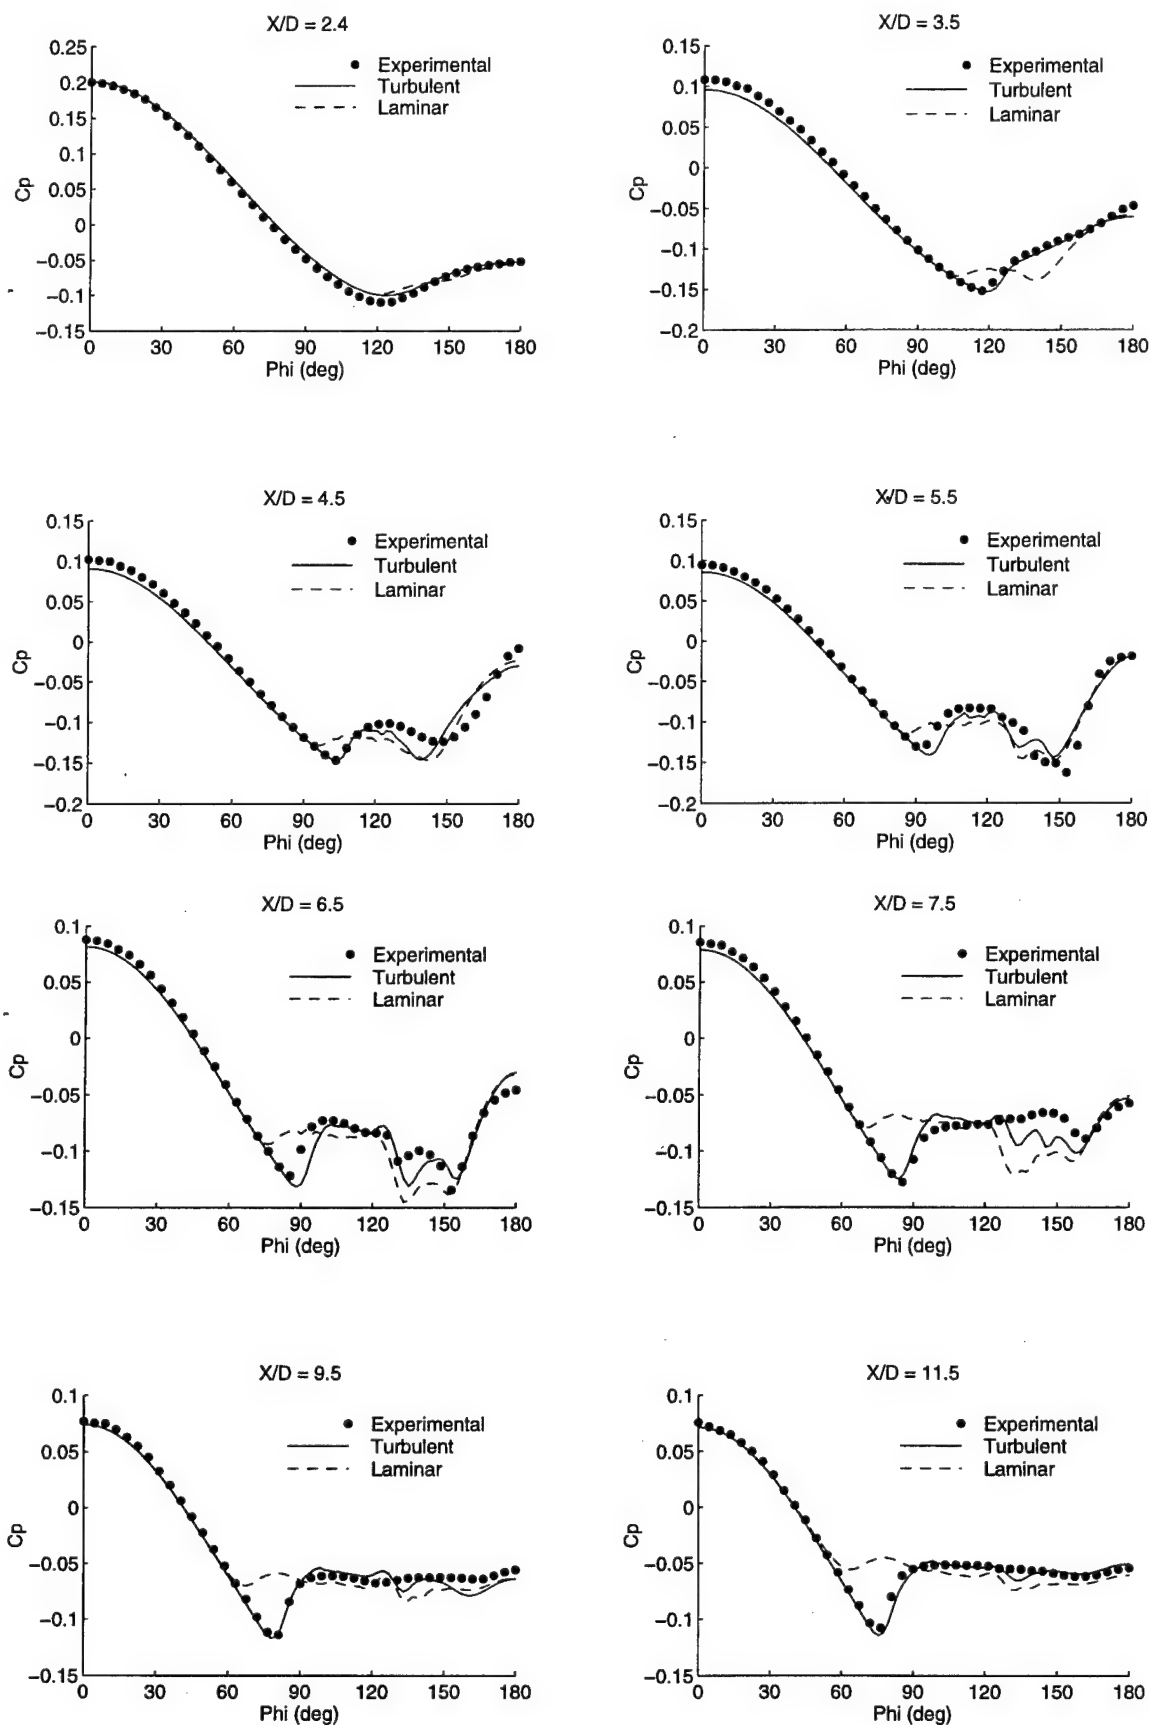 X/D = 2.4
0.25
0.2
0.15
0.1
0.05
0
−0.05
−0.1
−0.15
Cp
Experimental
Turbulent
Laminar
0 30 60 90 120 150 180
Phi (deg)
X/D = 3.5
0.15
0.1
0.05
0
−0.05
−0.1
−0.15
−0.2
Cp
Experimental
Turbulent
Laminar
0 30 60 90 120 150 180
Phi (deg)
X/D = 4.5
0.15
0.1
0.05
0
−0.05
−0.1
−0.15
−0.2
Cp
Experimental
Turbulent
Laminar
0 30 60 90 120 150 180
Phi (deg)
X/D = 5.5
0.15
0.1
0.05
0
−0.05
−0.1
−0.15
−0.2
Cp
Experimental
Turbulent
Laminar
0 30 60 90 120 150 180
Phi (deg)
X/D = 6.5
0.1
0.05
0
−0.05
−0.1
−0.15
Cp
Experimental
Turbulent
Laminar
0 30 60 90 120 150 180
Phi (deg)
X/D = 7.5
0.1
0.05
0
−0.05
−0.1
−0.15
Cp
Experimental
Turbulent
Laminar
0 30 60 90 120 150 180
Phi (deg)
X/D = 9.5
0.1
0.05
0
−0.05
−0.1
−0.15
Cp
Experimental
Turbulent
Laminar
0 30 60 90 120 150 180
Phi (deg)
X/D = 11.5
0.1
0.05
0
−0.05
−0.1
−0.15
Cp
Experimental
Turbulent
Laminar
0 30 60 90 120 150 180
Phi (deg)